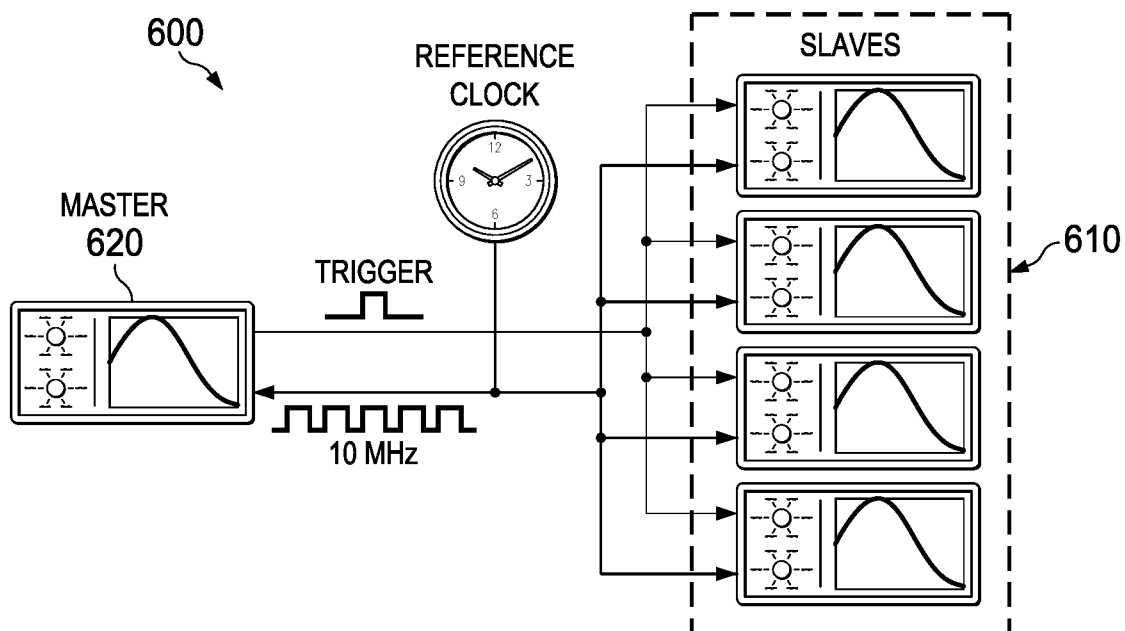 600
REFERENCE
CLOCK
12
9
3
6
SLAVES
MASTER
620
TRIGGER
10 MHz
610